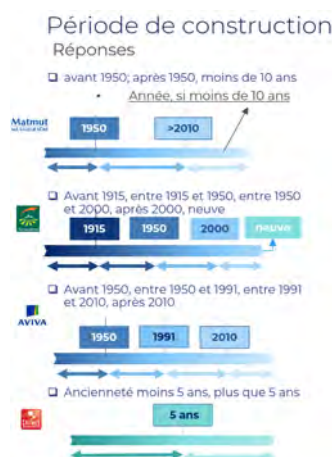 Période de construction
Réponses
avant 1950; après 1950, moins de 10 ans
• Année, si moins de 10 ans
Matmut
1950
>2010
Avant 1915, entre 1915 et 1950, entre 1950
et 2000, après 2000, neuve
1915
1950
2000
neuve
Avant 1950, entre 1950 et 1991, entre 1991
et 2010, après 2010
AVIVA
1950
1991
2010
Ancienneté moins 5 ans, plus que 5 ans
5 ans